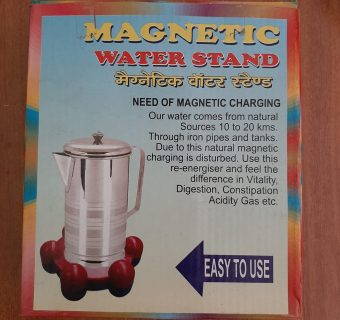 MAGNETIC
WATER STAND
मैग्नेटिक वॉटर स्टैण्ड
NEED OF MAGNETIC CHARGING
Our water comes from natural
Sources 10 to 20 kms.
Through iron pipes and tanks.
Due to this natural magnetic
charging is disturbed. Use this
re-energiser and feel the
difference in Vitality,
Digestion, Constipation
Acidity Gas etc.
EASY TO USE